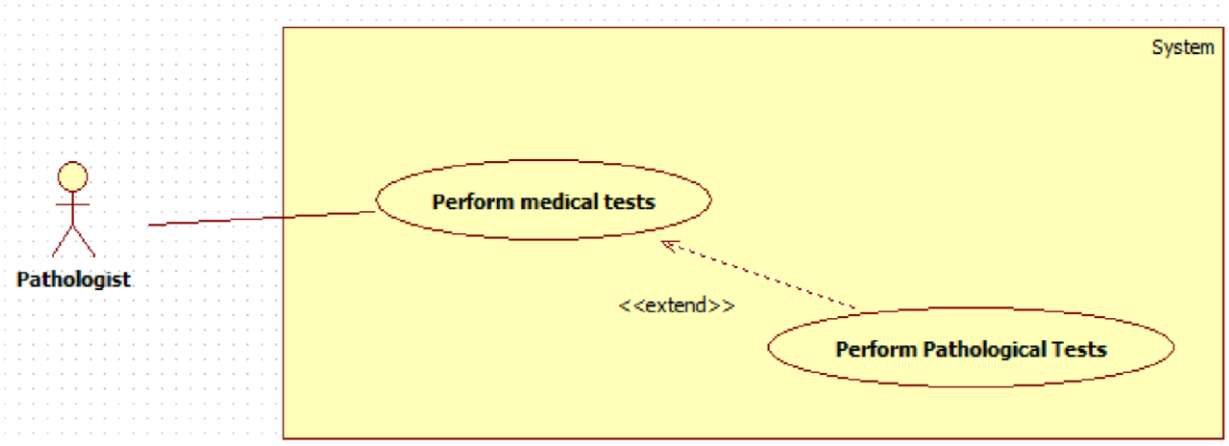 System
Perform medical tests
Pathologist
<<extend>>
Perform Pathological Tests